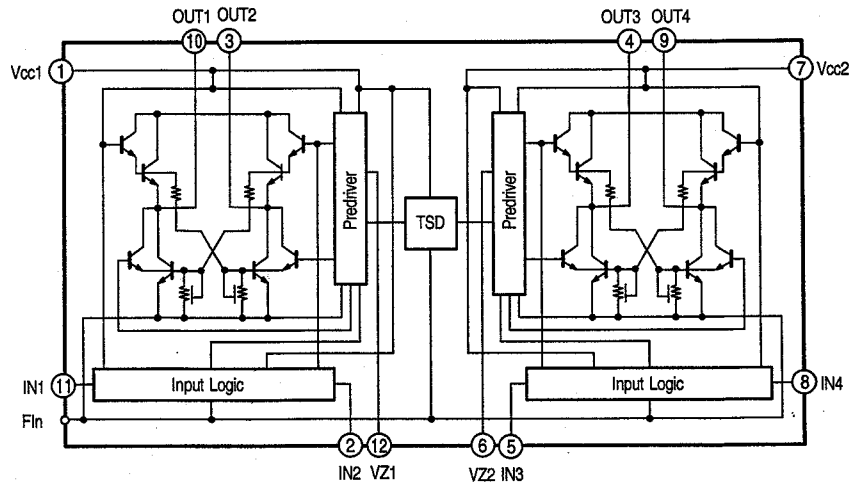 OUT1 OUT2 OUT3 OUT4
10 3 4 9
Vcc1 1 7 Vcc2
Predriver TSD Predriver
IN1 11 Input Logic Input Logic 8 IN4
FIn
2 12 6 5
IN2 VZ1 VZ2 IN3